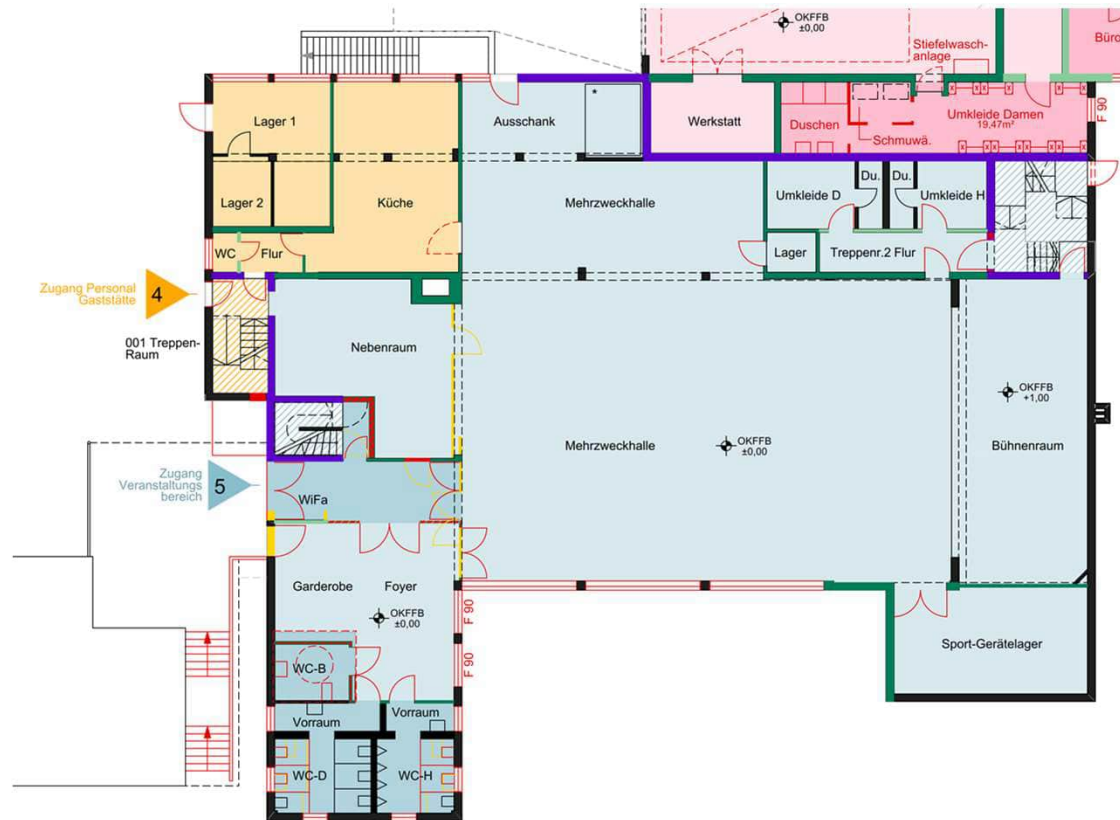 OKFFB
±0,00
Stiefelwasch-
anlage
Büro
Lager 1
Ausschank
*
Werkstatt
Duschen
Schmuwä.
Umkleide Damen
19,47m²
F 90
Lager 2
Küche
Mehrzweckhalle
Umkleide D
Du.
Du.
Umkleide H
WC
Flur
Lager
Treppenr.2 Flur
Zugang Personal
Gaststätte
4
001 Treppen-
Raum
Nebenraum
OKFFB
+1,00
Bühnenraum
Mehrzweckhalle
OKFFB
±0,00
Zugang
Veranstaltungs
bereich
5
WiFa
Garderobe
Foyer
OKFFB
±0,00
F 90
F 90
WC-B
Sport-Gerätelager
Vorraum
Vorraum
WC-D
WC-H